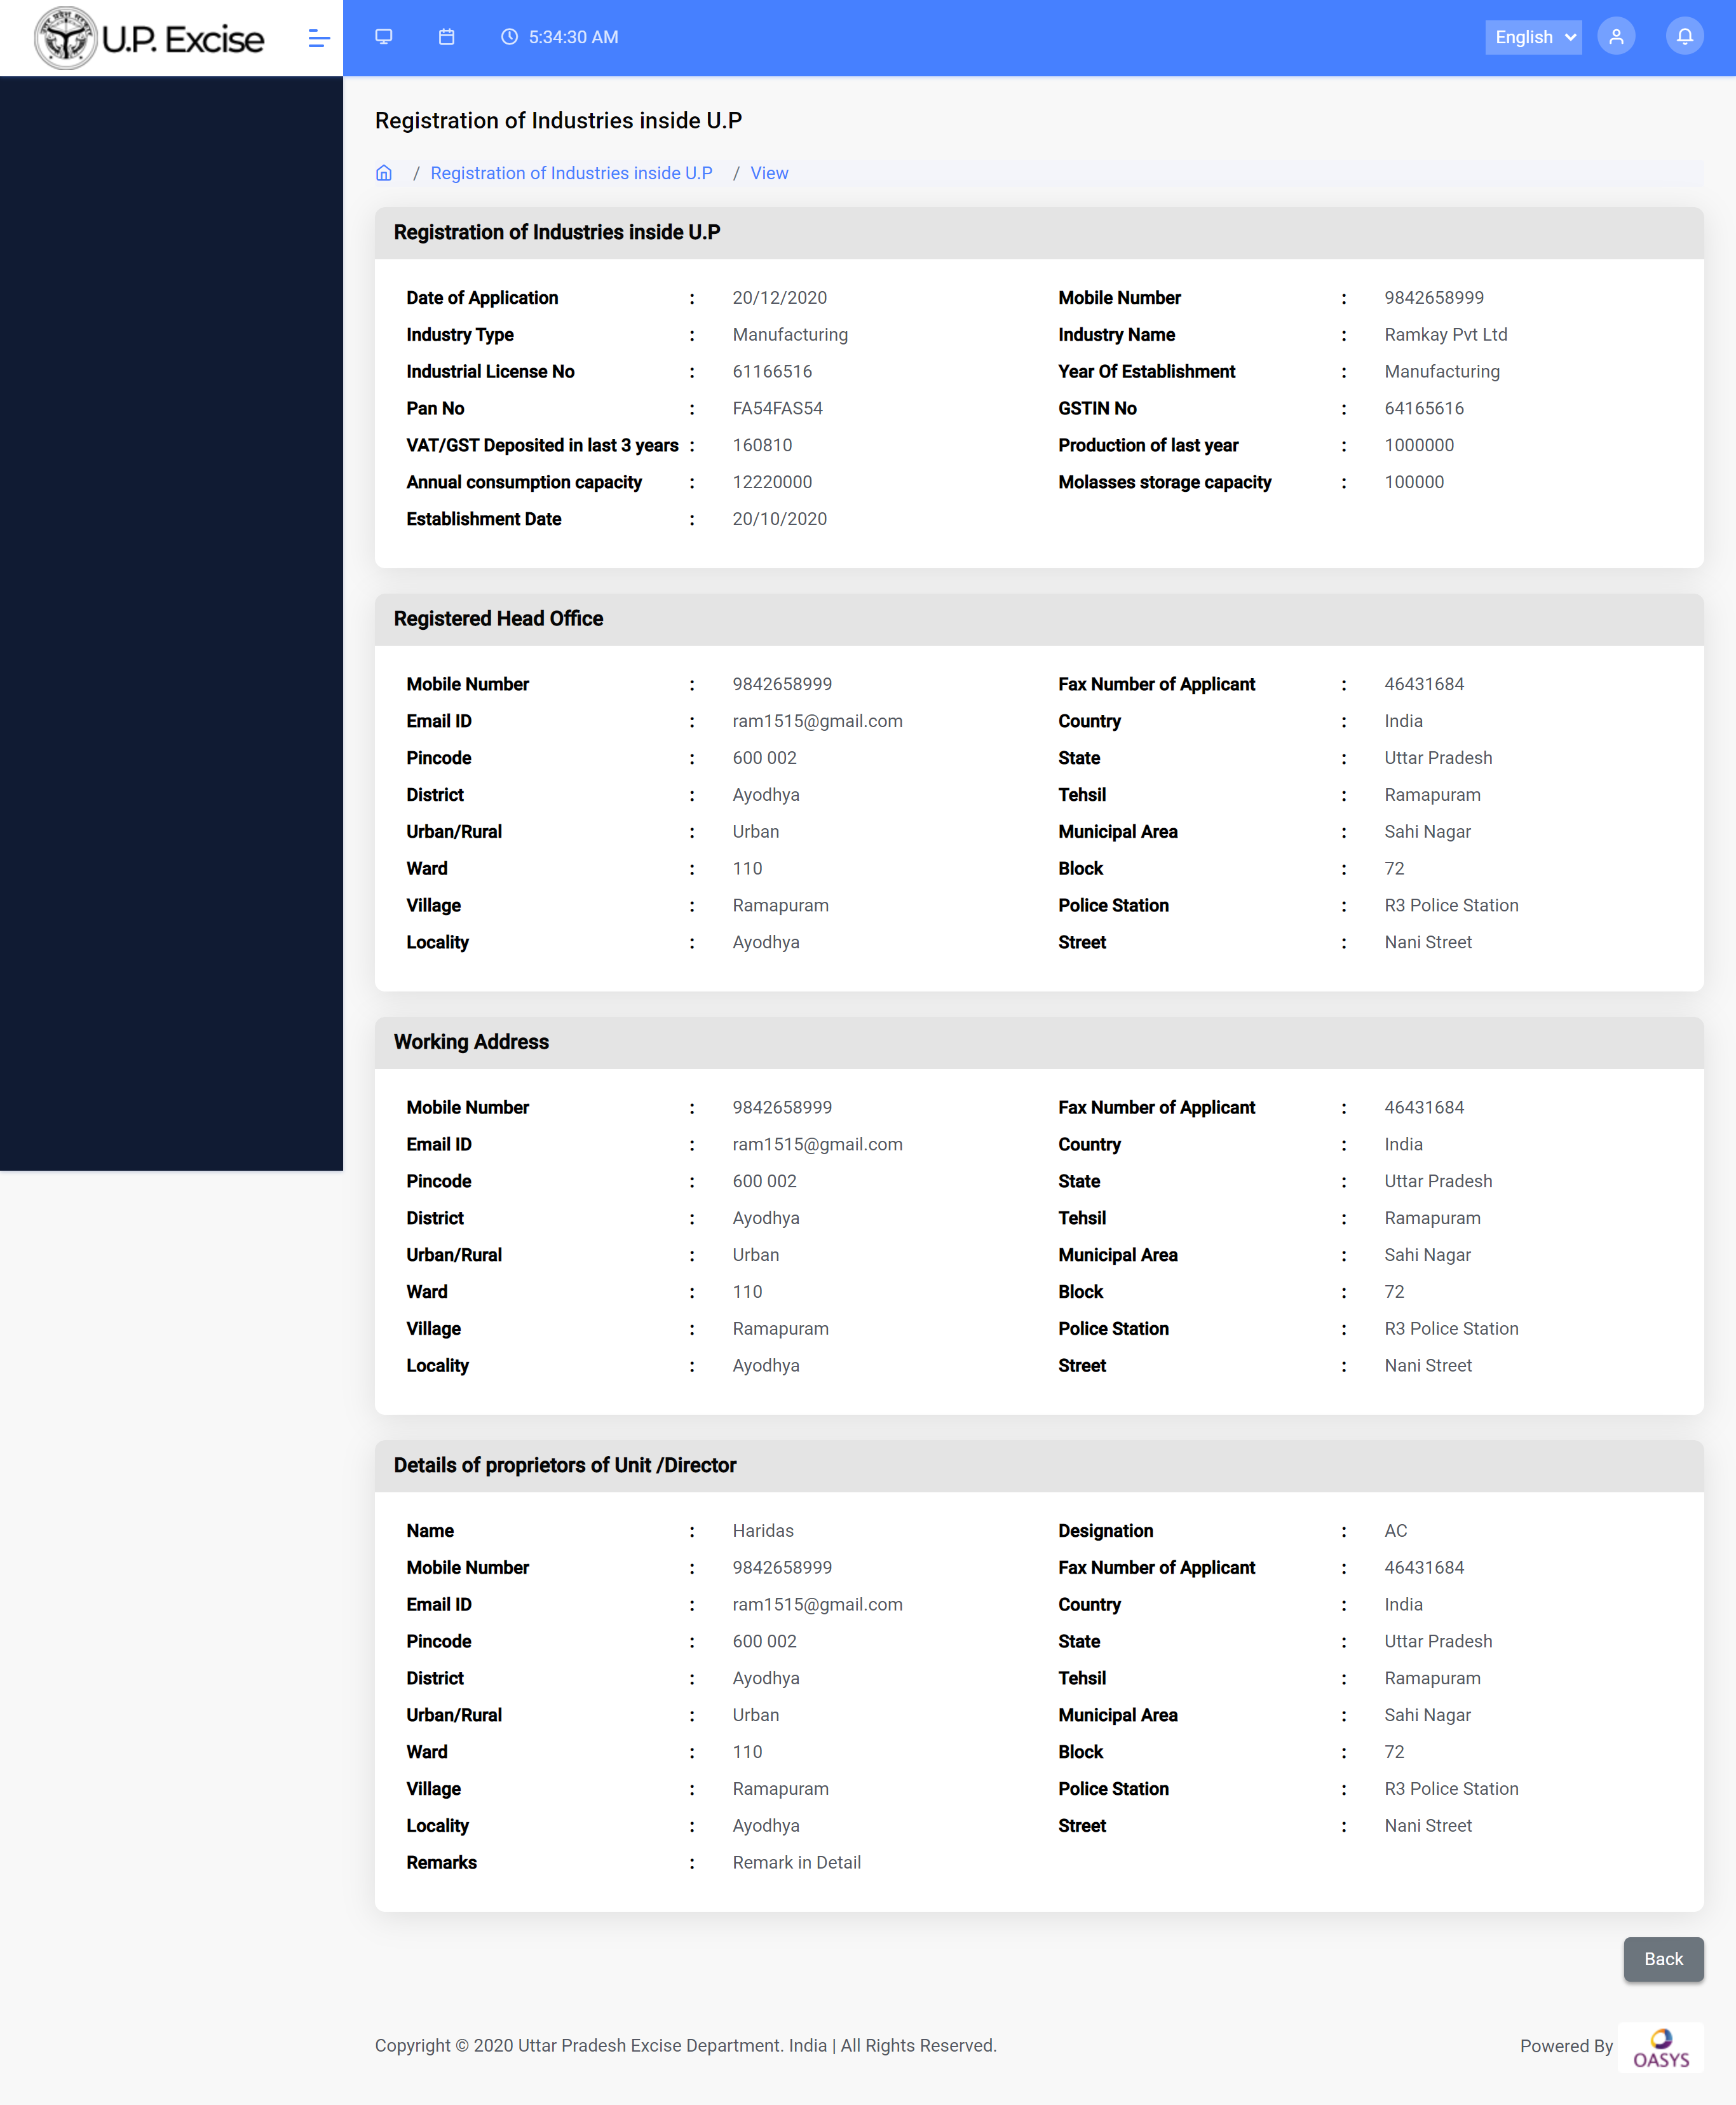 U.P. Excise
5:34:30 AM
English
Registration of Industries inside U.P
/ Registration of Industries inside U.P / View
Registration of Industries inside U.P
Date of Application : 20/12/2020 Mobile Number : 9842658999
Industry Type : Manufacturing Industry Name : Ramkay Pvt Ltd
Industrial License No : 61166516 Year Of Establishment : Manufacturing
Pan No : FA54FAS54 GSTIN No : 64165616
VAT/GST Deposited in last 3 years : 160810 Production of last year : 1000000
Annual consumption capacity : 12220000 Molasses storage capacity : 100000
Establishment Date : 20/10/2020
Registered Head Office
Mobile Number : 9842658999 Fax Number of Applicant : 46431684
Email ID : ram1515@gmail.com Country : India
Pincode : 600 002 State : Uttar Pradesh
District : Ayodhya Tehsil : Ramapuram
Urban/Rural : Urban Municipal Area : Sahi Nagar
Ward : 110 Block : 72
Village : Ramapuram Police Station : R3 Police Station
Locality : Ayodhya Street : Nani Street
Working Address
Mobile Number : 9842658999 Fax Number of Applicant : 46431684
Email ID : ram1515@gmail.com Country : India
Pincode : 600 002 State : Uttar Pradesh
District : Ayodhya Tehsil : Ramapuram
Urban/Rural : Urban Municipal Area : Sahi Nagar
Ward : 110 Block : 72
Village : Ramapuram Police Station : R3 Police Station
Locality : Ayodhya Street : Nani Street
Details of proprietors of Unit /Director
Name : Haridas Designation : AC
Mobile Number : 9842658999 Fax Number of Applicant : 46431684
Email ID : ram1515@gmail.com Country : India
Pincode : 600 002 State : Uttar Pradesh
District : Ayodhya Tehsil : Ramapuram
Urban/Rural : Urban Municipal Area : Sahi Nagar
Ward : 110 Block : 72
Village : Ramapuram Police Station : R3 Police Station
Locality : Ayodhya Street : Nani Street
Remarks : Remark in Detail
Back
Copyright © 2020 Uttar Pradesh Excise Department. India | All Rights Reserved.
Powered By OASYS